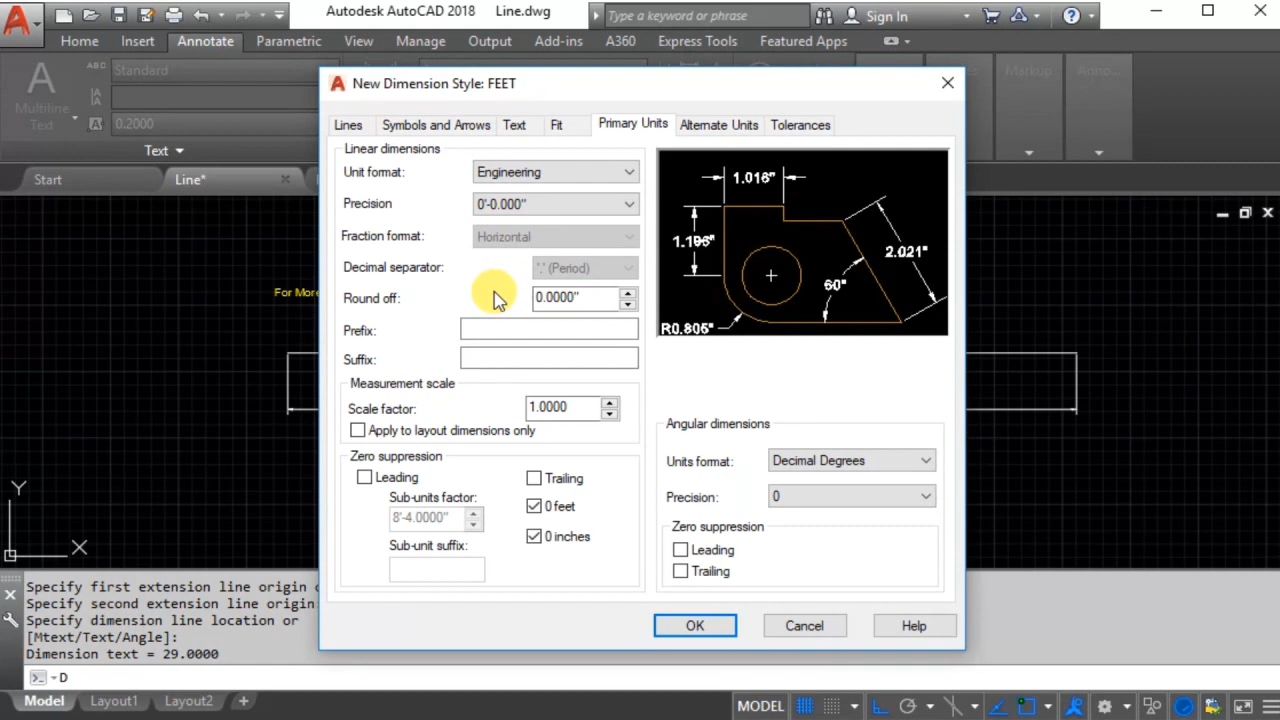 Autodesk AutoCAD 2018 Line.dwg
Type a keyword or phrase
Sign In
Home Insert Annotate Parametric View Manage Output Add-ins A360 Express Tools Featured Apps
Standard
Multiline
Text
0.2000
Text
Markup
Start Line*
New Dimension Style: FEET
Lines Symbols and Arrows Text Fit Primary Units Alternate Units Tolerances
Linear dimensions
Unit format: Engineering
Precision 0'-0.000"
Fraction format: Horizontal
Decimal separator: '.' (Period)
Round off: 0.0000"
Prefix:
Suffix:
Measurement scale
Scale factor: 1.0000
Apply to layout dimensions only
Zero suppression
Leading
Sub-units factor:
8'-4.0000"
Sub-unit suffix:
Trailing
0 feet
0 inches
1.016"
1.196"
2.021"
60°
R0.805"
Angular dimensions
Units format: Decimal Degrees
Precision: 0
Zero suppression
Leading
Trailing
OK Cancel Help
For More
Y
X
Specify first extension line origin
Specify second extension line origin
Specify dimension line location or
[Mtext/Text/Angle]:
Dimension text = 29.0000
D
Model Layout1 Layout2 +
MODEL